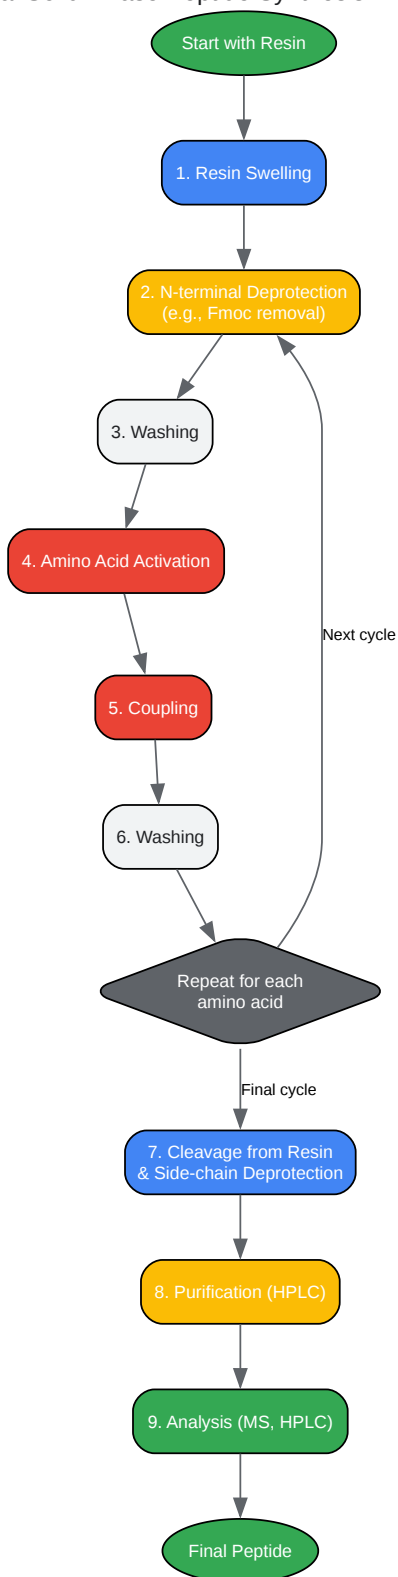 Start with Resin
1. Resin Swelling
2. N-terminal Deprotection
(e.g., Fmoc removal)
3. Washing
4. Amino Acid Activation
Next cycle
5. Coupling
6. Washing
Repeat for each
amino acid
Final cycle
7. Cleavage from Resin
& Side-chain Deprotection
8. Purification (HPLC)
9. Analysis (MS, HPLC)
Final Peptide